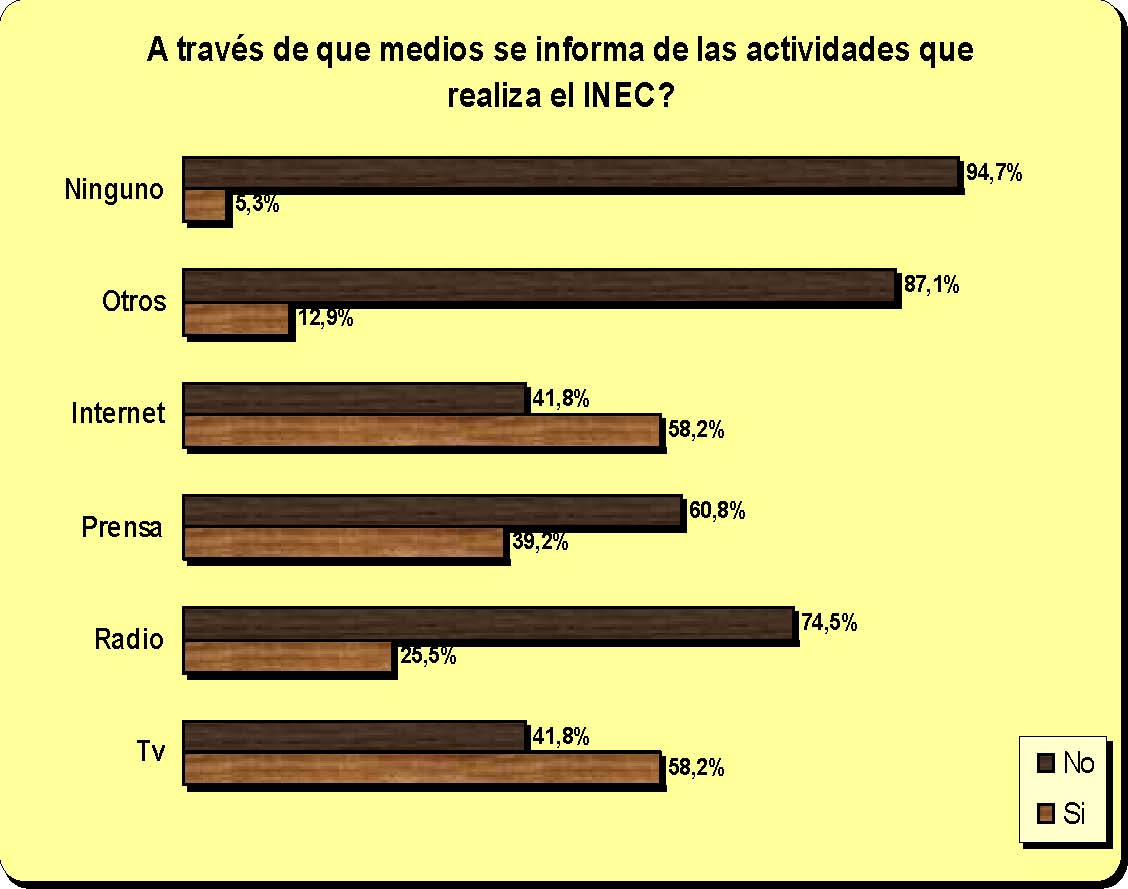 A través de que medios se informa de las actividades que
realiza el INEC?
Ninguno
94,7%
5,3%
Otros
87,1%
12,9%
Internet
41,8%
58,2%
Prensa
60,8%
39,2%
Radio
74,5%
25,5%
Tv
41,8%
58,2%
No
Si